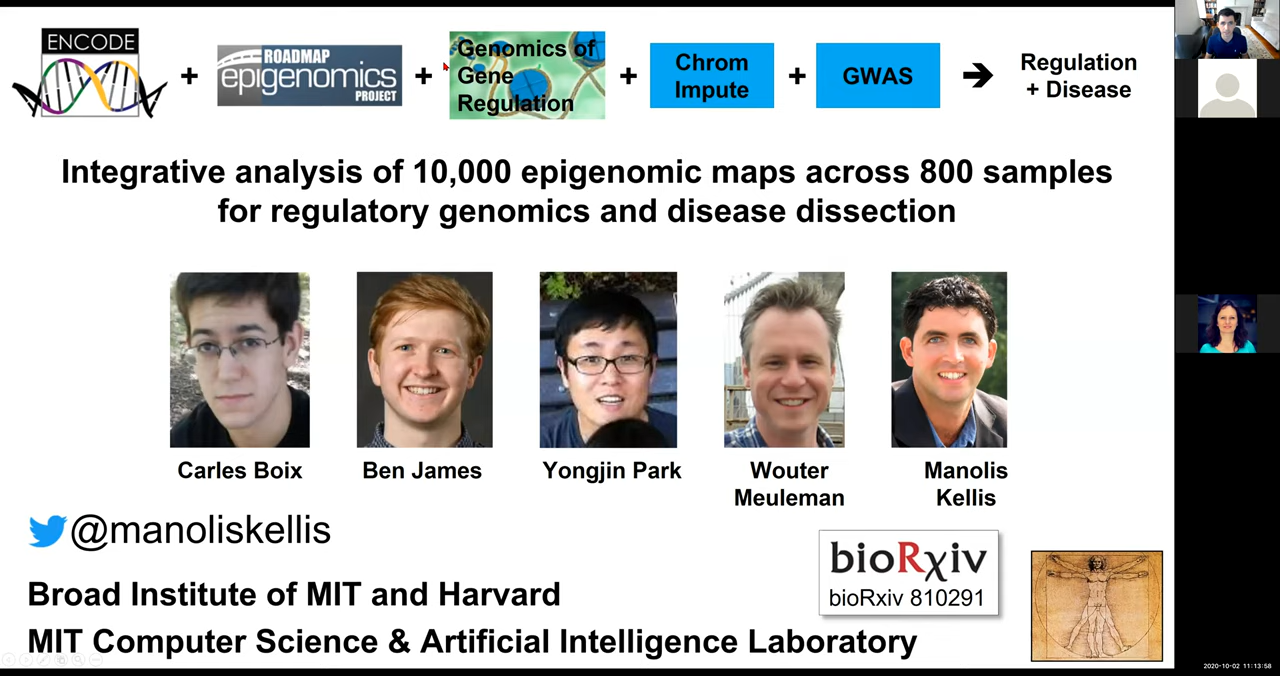 ENCODE
+
ROADMAP
epigenomics
PROJECT
+
Genomics of
Gene
Regulation
+
Chrom
Impute
+
GWAS
Regulation
+ Disease
Integrative analysis of 10,000 epigenomic maps across 800 samples
for regulatory genomics and disease dissection
Carles Boix
Ben James
Yongjin Park
Wouter
Meuleman
Manolis
Kellis
@manoliskellis
bioRχiv
bioRxiv 810291
Broad Institute of MIT and Harvard
MIT Computer Science & Artificial Intelligence Laboratory
2020-10-02 11:13:58